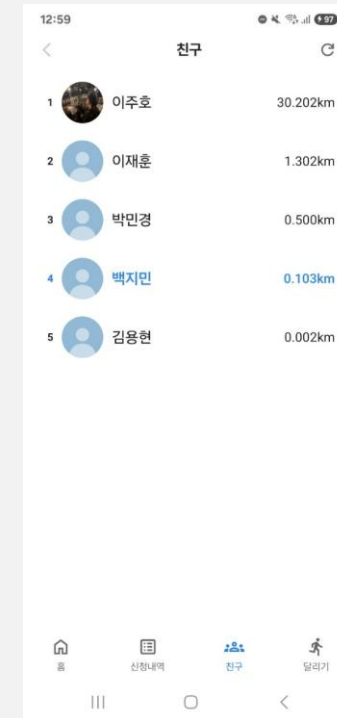 12:59
97
친구
1 이주호 30.202km
2 이재훈 1.302km
3 박민경 0.500km
4 백지민 0.103km
5 김용현 0.002km
홈 신청내역 친구 달리기